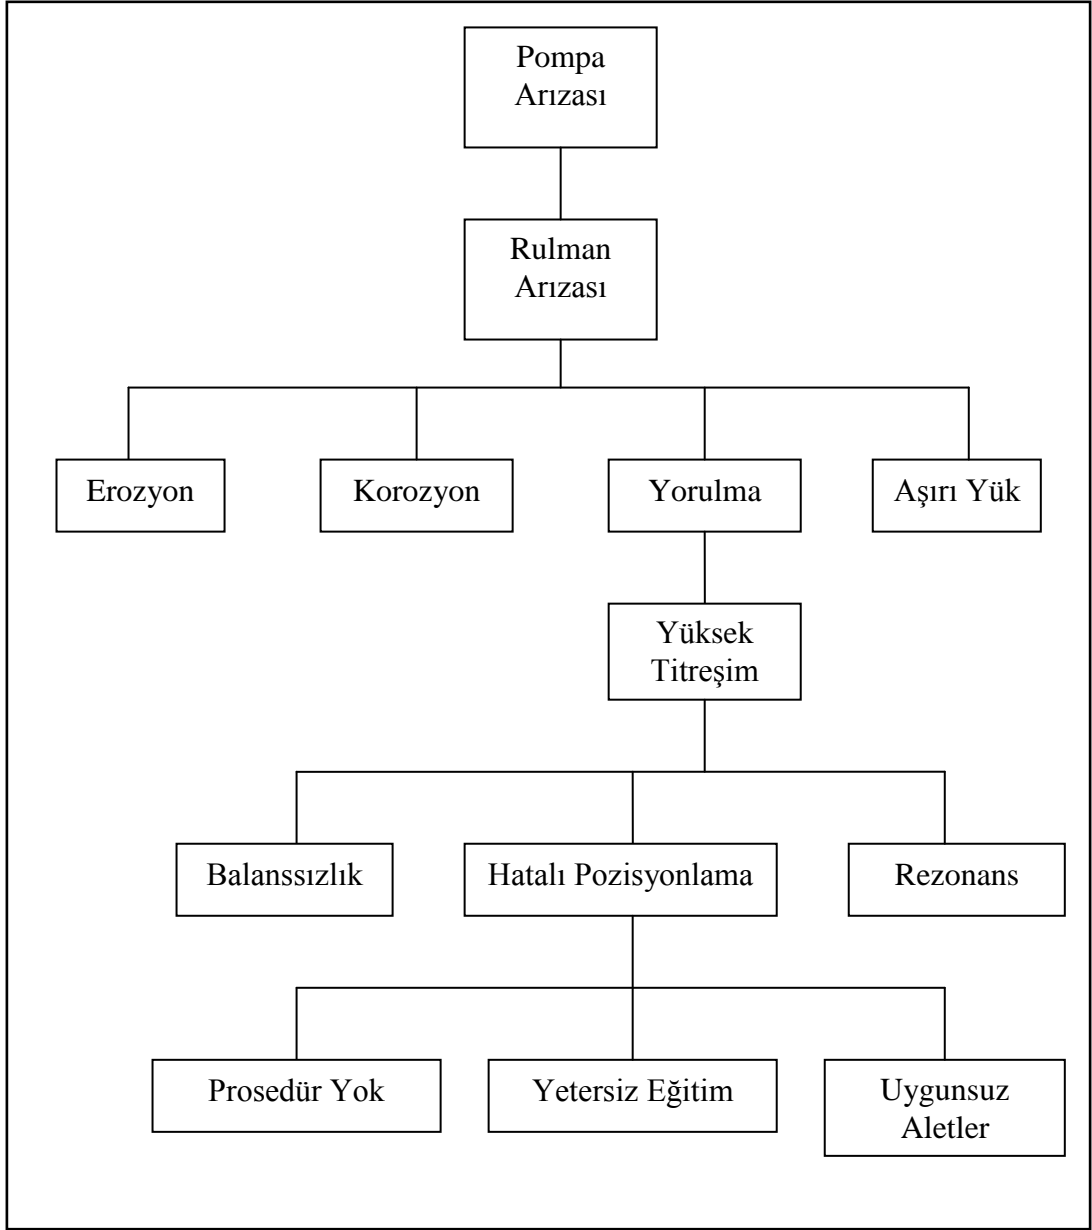 Pompa
Arızası
Rulman
Arızası
Erozyon
Korozyon
Yorulma
Aşırı Yük
Yüksek
Titreşim
Balanssızlık
Hatalı Pozisyonlama
Rezonans
Prosedür Yok
Yetersiz Eğitim
Uygunsuz
Aletler